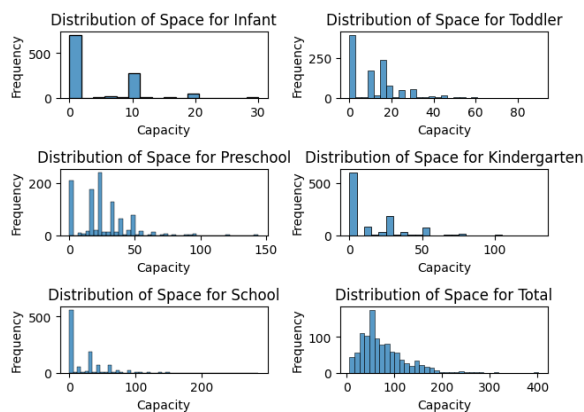 Distribution of Space for Infant
Frequency
500
0
0 10 20 30
Capacity
Distribution of Space for Toddler
Frequency
250
0
0 20 40 60 80
Capacity
Distribution of Space for Preschool
Frequency
200
0
0 50 100 150
Capacity
Distribution of Space for Kindergarten
Frequency
500
0
0 50 100
Capacity
Distribution of Space for School
Frequency
500
0
0 100 200
Capacity
Distribution of Space for Total
Frequency
100
0
0 100 200 300 400
Capacity